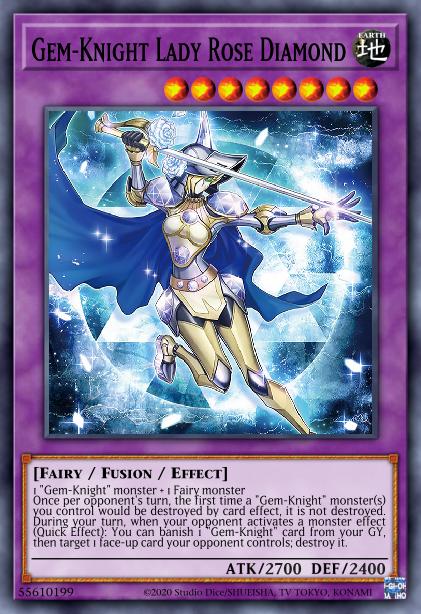 Gem-Knight Lady Rose Diamond
EARTH
地
[Fairy / Fusion / Effect]
1 "Gem-Knight" monster + 1 Fairy monster
Once per opponent's turn, the first time a "Gem-Knight" monster(s)
you control would be destroyed by card effect, it is not destroyed.
During your turn, when your opponent activates a monster effect
(Quick Effect): You can banish 1 "Gem-Knight" card from your GY,
then target 1 face-up card your opponent controls; destroy it.
ATK/2700 DEF/2400
55610199
©2020 Studio Dice/SHUEISHA, TV TOKYO, KONAMI